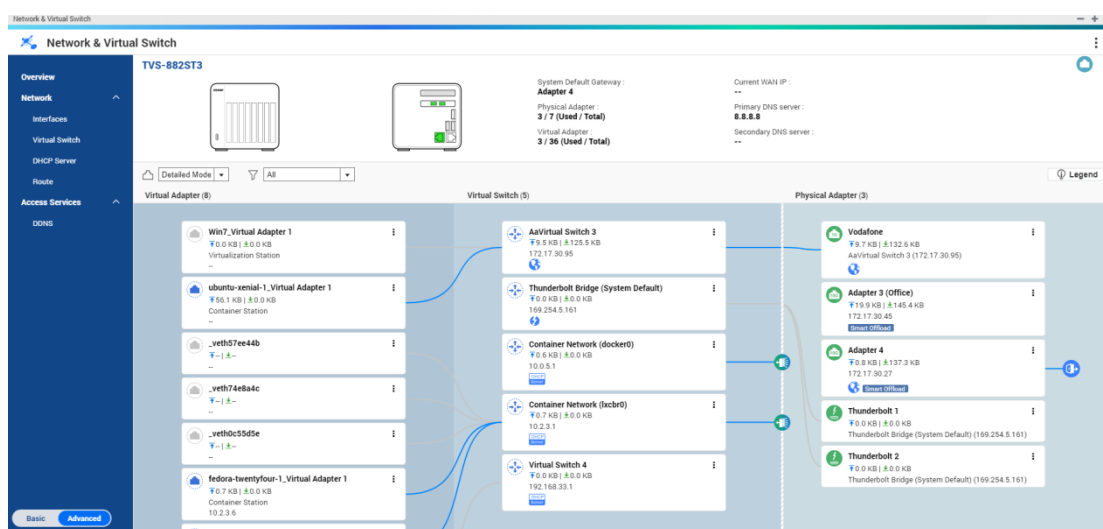 Network & Virtual Switch
Network & Virtual Switch
Overview
Network
Interfaces
Virtual Switch
DHCP Server
Route
Access Services
DDNS
Basic
Advanced
TVS-882ST3
System Default Gateway :
Adapter 4
Physical Adapter :
3 / 7 (Used / Total)
Virtual Adapter :
3 / 36 (Used / Total)
Current WAN IP :
--
Primary DNS server :
8.8.8.8
Secondary DNS server :
--
Detailed Mode
All
Legend
Virtual Adapter (8)
Win7_Virtual Adapter 1
0.0 KB | 0.0 KB
Virtualization Station
--
ubuntu-xenial-1_Virtual Adapter 1
56.1 KB | 0.0 KB
Container Station
--
_veth57ee44b
-- | --
--
_veth74e8a4c
-- | --
--
_veth0c55d5e
-- | --
--
fedora-twentyfour-1_Virtual Adapter 1
0.7 KB | 0.0 KB
Container Station
10.2.3.6
Virtual Switch (5)
AaVirtual Switch 3
9.5 KB | 125.5 KB
172.17.30.95
Thunderbolt Bridge (System Default)
0.0 KB | 0.0 KB
169.254.5.161
Container Network (docker0)
0.6 KB | 0.0 KB
10.0.5.1
DHCP
Server
Container Network (lxcbr0)
0.7 KB | 0.0 KB
10.2.3.1
DHCP
Server
Virtual Switch 4
0.0 KB | 0.0 KB
192.168.33.1
DHCP
Server
Physical Adapter (3)
Vodafone
9.7 KB | 132.6 KB
AaVirtual Switch 3 (172.17.30.95)
Adapter 3 (Office)
19.9 KB | 145.4 KB
172.17.30.45
Smart Offload
Adapter 4
0.8 KB | 137.3 KB
172.17.30.27
Smart Offload
Thunderbolt 1
0.0 KB | 0.0 KB
Thunderbolt Bridge (System Default) (169.254.5.161)
Thunderbolt 2
0.0 KB | 0.0 KB
Thunderbolt Bridge (System Default) (169.254.5.161)